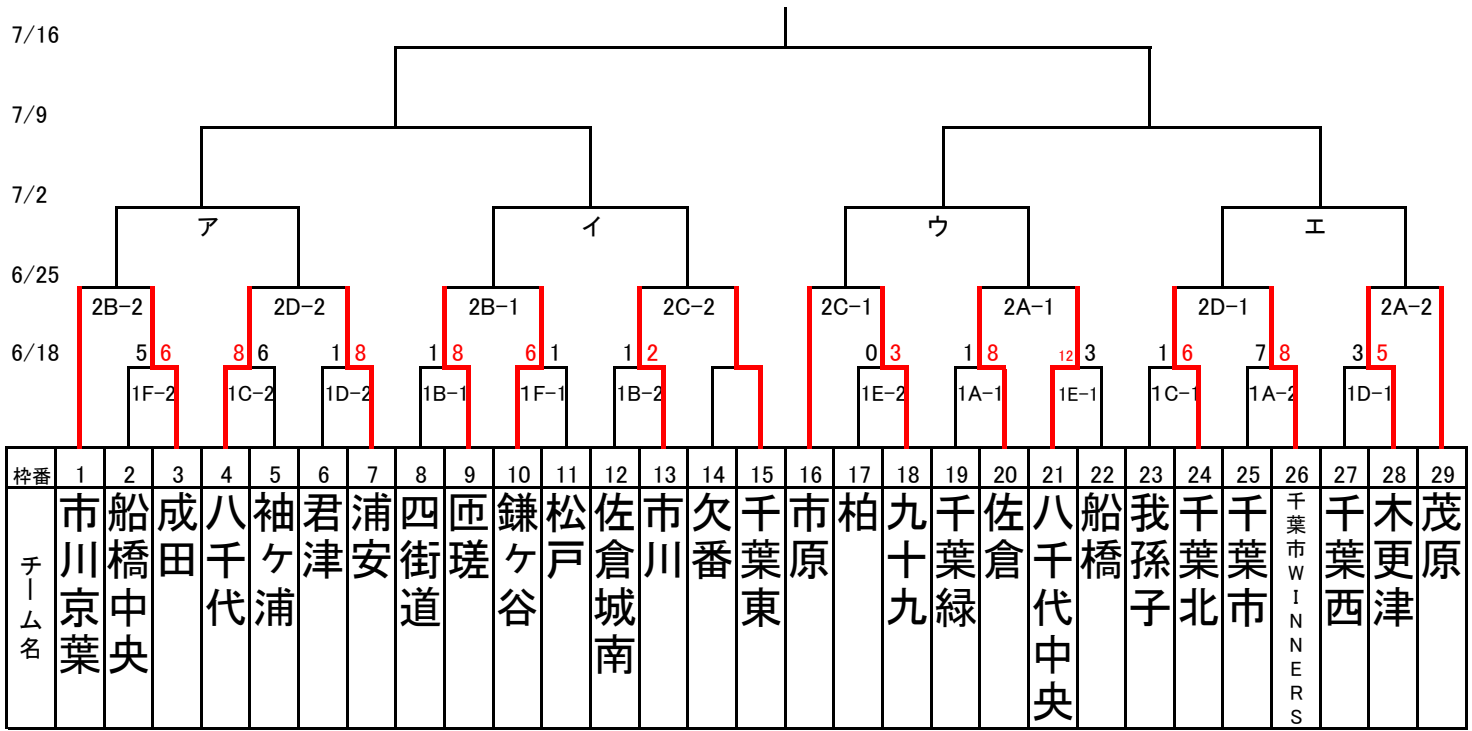 7/16
7/9
7/2
ア イ ウ エ
6/25
2B-2 2D-2 2B-1 2C-2 2C-1 2A-1 2D-1 2A-2
6/18 5 6 8 6 1 8 1 8 6 1 1 2 0 3 1 8 12 3 1 6 7 8 3 5
1F-2 1C-2 1D-2 1B-1 1F-1 1B-2 1E-2 1A-1 1E-1 1C-1 1A-2 1D-1
枠番 1 2 3 4 5 6 7 8 9 10 11 12 13 14 15 16 17 18 19 20 21 22 23 24 25 26 27 28 29
チーム名
市川京葉
船橋中央
成田
八千代
袖ケ浦
君津
浦安
四街道
匝瑳
鎌ケ谷
松戸
佐倉城南
市川
欠番
千葉東
市原
柏
九十九
千葉緑
佐倉
八千代中央
船橋
我孫子
千葉北
千葉市
千葉市WINNERS
千葉西
木更津
茂原